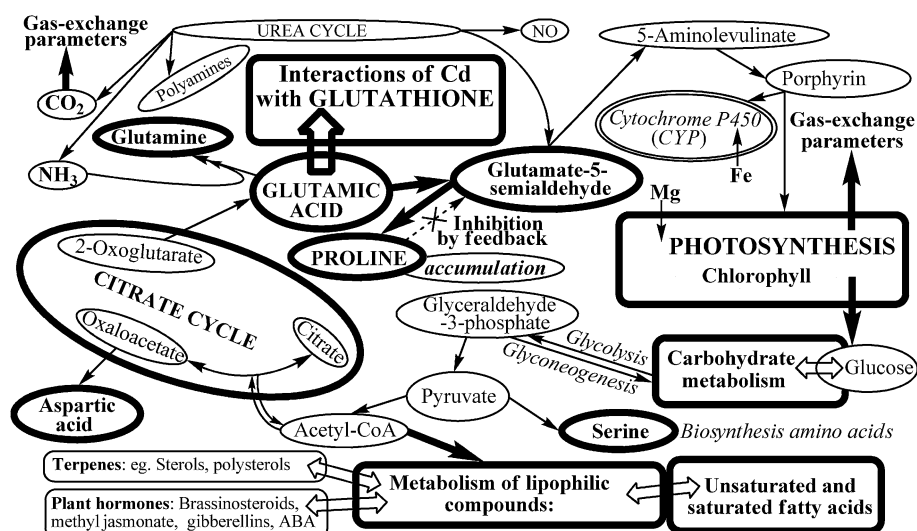 Gas-exchange
parameters
UREA CYCLE
NO
5-Aminolevulinate
Polyamines
Interactions of Cd
with GLUTATHIONE
Porphyrin
CO2
Cytochrome P450
(CYP)
Gas-exchange
parameters
Glutamine
NH3
GLUTAMIC
ACID
Glutamate-5-
semialdehyde
Fe
Mg
Inhibition
by feedback
PROLINE
accumulation
PHOTOSYNTHESIS
Chlorophyll
2-Oxoglutarate
CITRATE CYCLE
Oxaloacetate
Citrate
Glyceraldehyde
-3-phosphate
Glycolysis
Glyconeogenesis
Carbohydrate
metabolism
Glucose
Aspartic
acid
Pyruvate
Acetyl-CoA
Serine
Biosynthesis amino acids
Terpenes: eg. Sterols, polysterols
Plant hormones: Brassinosteroids,
methyl jasmonate, gibberellins, ABA
Metabolism of lipophilic
compounds:
Unsaturated and
saturated fatty acids